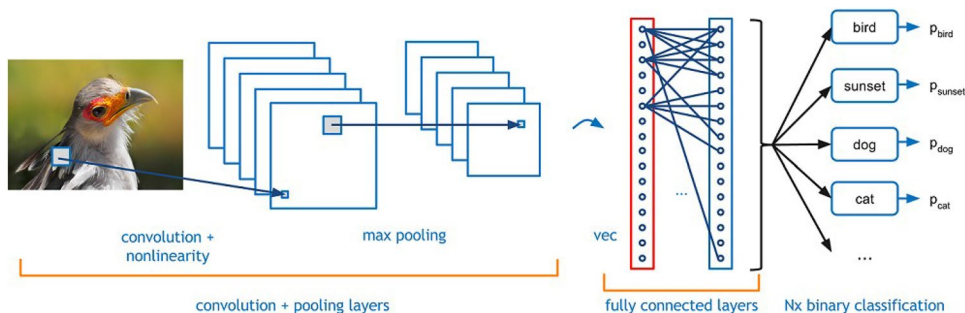 bird
p_bird
sunset
p_sunset
dog
p_dog
cat
p_cat
...
...
convolution +
nonlinearity
max pooling
vec
convolution + pooling layers
fully connected layers
Nx binary classification